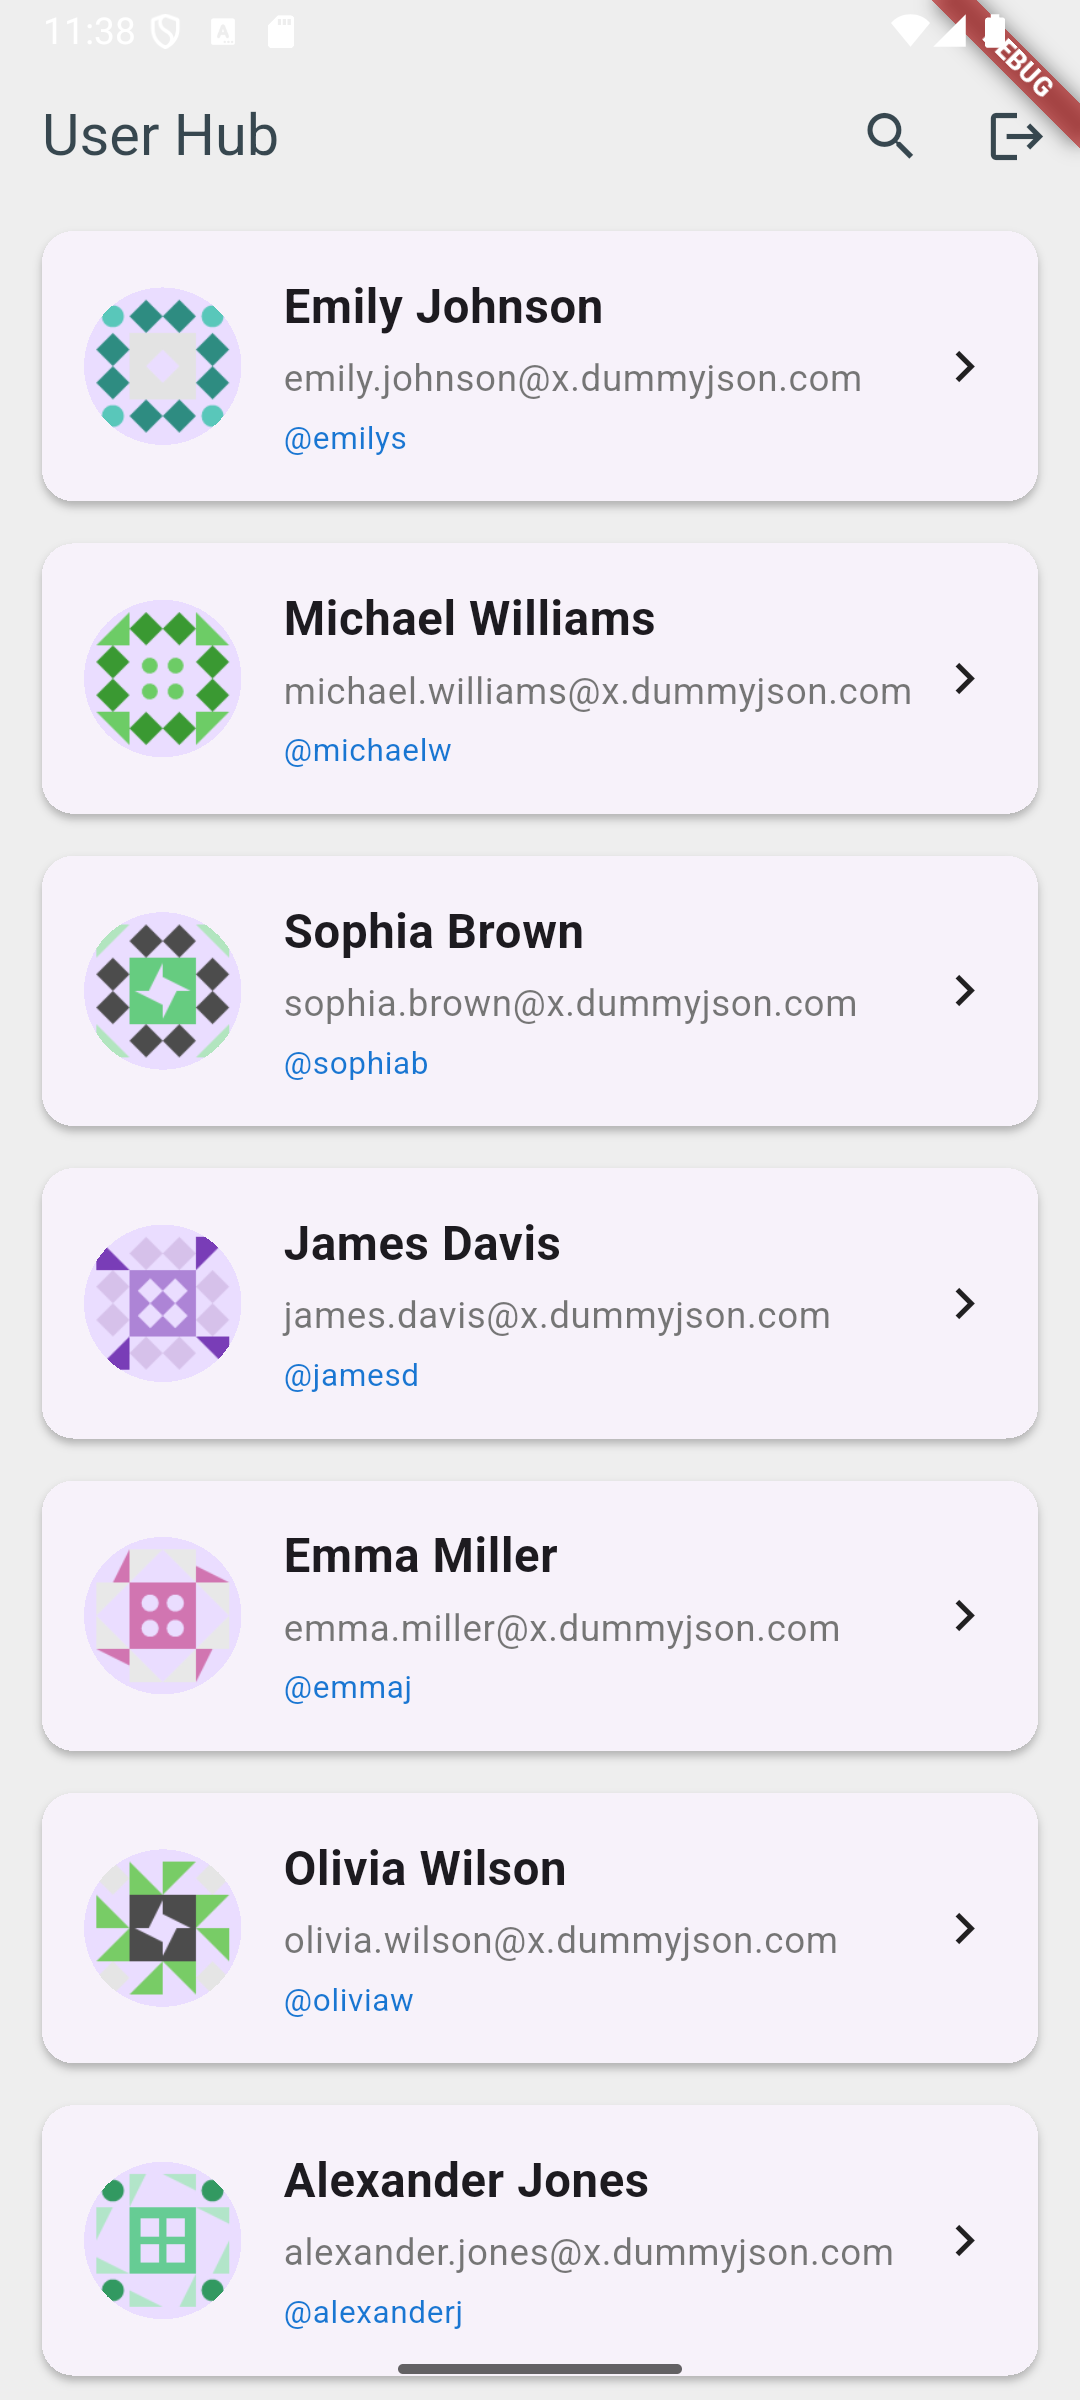 11:38
EBUG
User Hub
Emily Johnson
emily.johnson@x.dummyjson.com
@emilys
Michael Williams
michael.williams@x.dummyjson.com
@michaelw
Sophia Brown
sophia.brown@x.dummyjson.com
@sophiab
James Davis
james.davis@x.dummyjson.com
@jamesd
Emma Miller
emma.miller@x.dummyjson.com
@emmaj
Olivia Wilson
olivia.wilson@x.dummyjson.com
@oliviaw
Alexander Jones
alexander.jones@x.dummyjson.com
@alexanderj